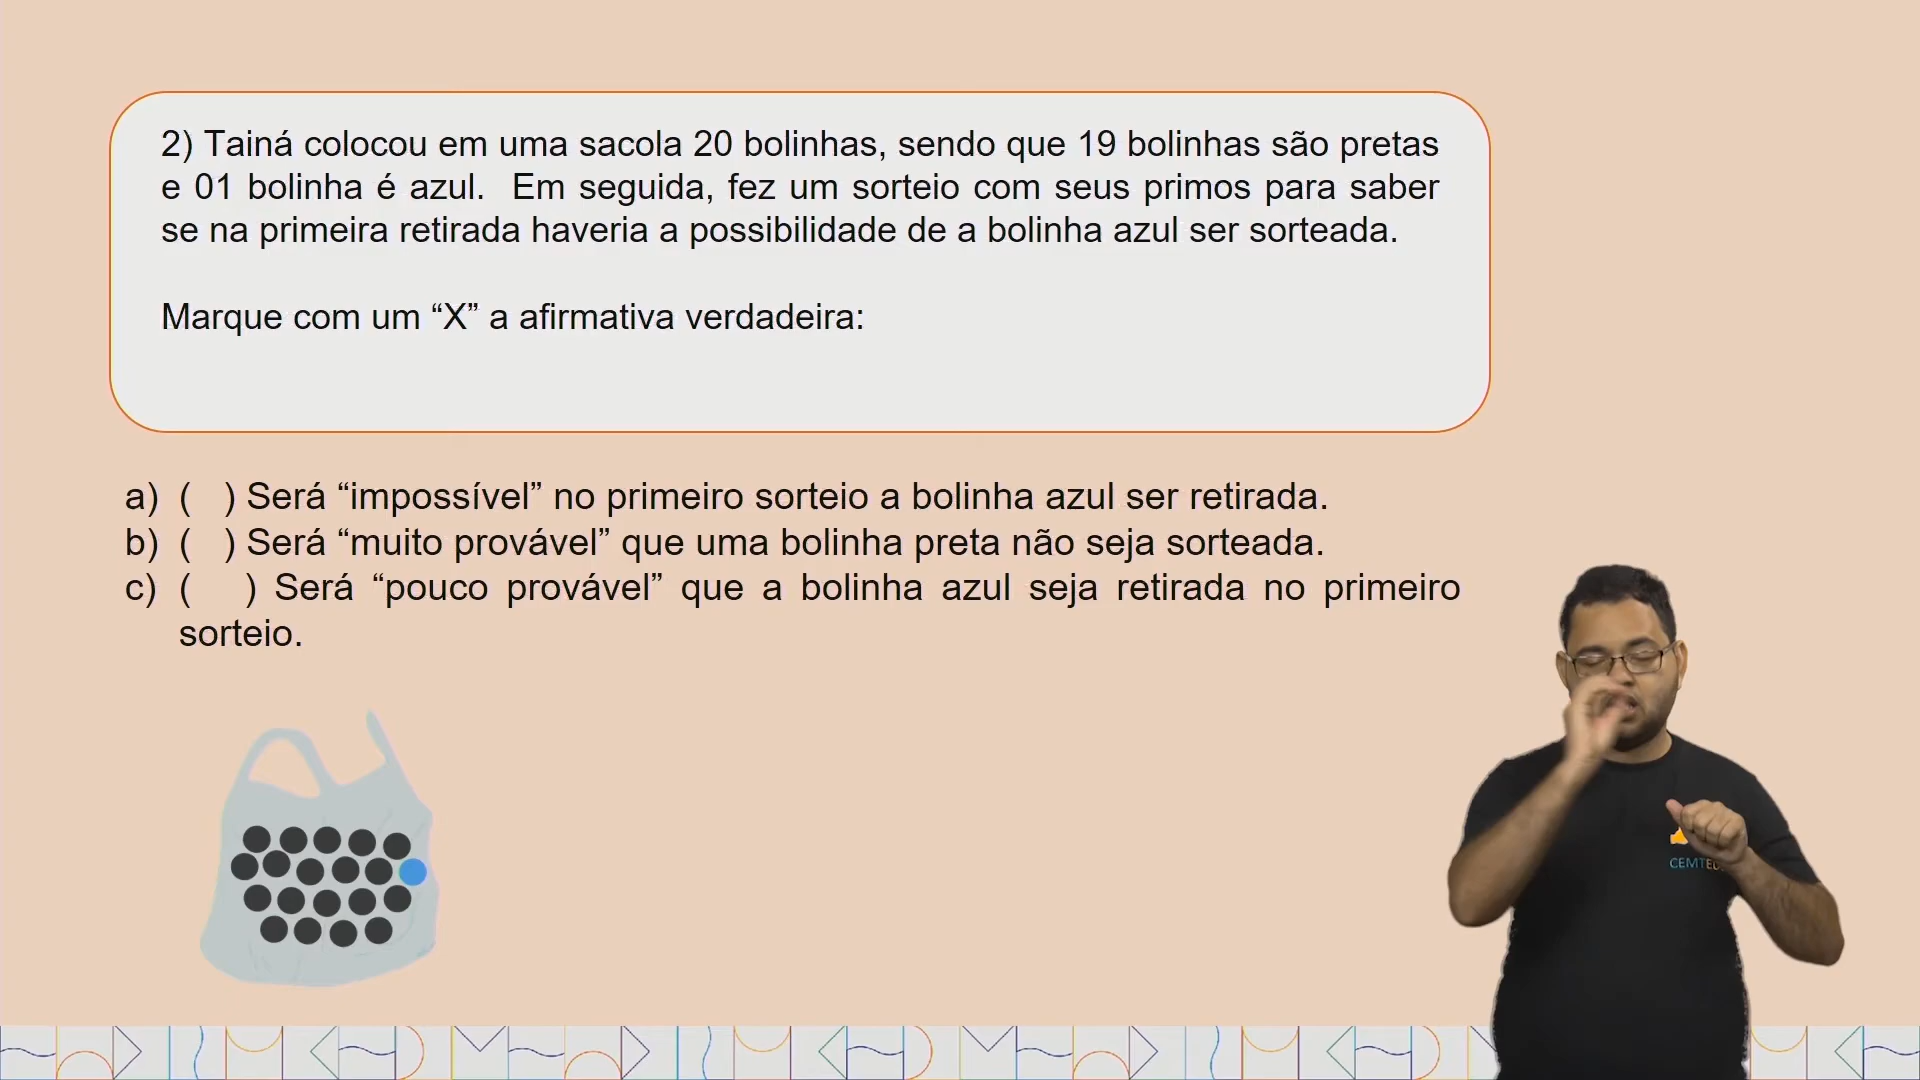 2) Tainá colocou em uma sacola 20 bolinhas, sendo que 19 bolinhas são pretas
e 01 bolinha é azul. Em seguida, fez um sorteio com seus primos para saber
se na primeira retirada haveria a possibilidade de a bolinha azul ser sorteada.
Marque com um “X” a afirmativa verdadeira:
a) ( ) Será “impossível” no primeiro sorteio a bolinha azul ser retirada.
b) ( ) Será “muito provável” que uma bolinha preta não seja sorteada.
c) ( ) Será “pouco provável” que a bolinha azul seja retirada no primeiro
sorteio.